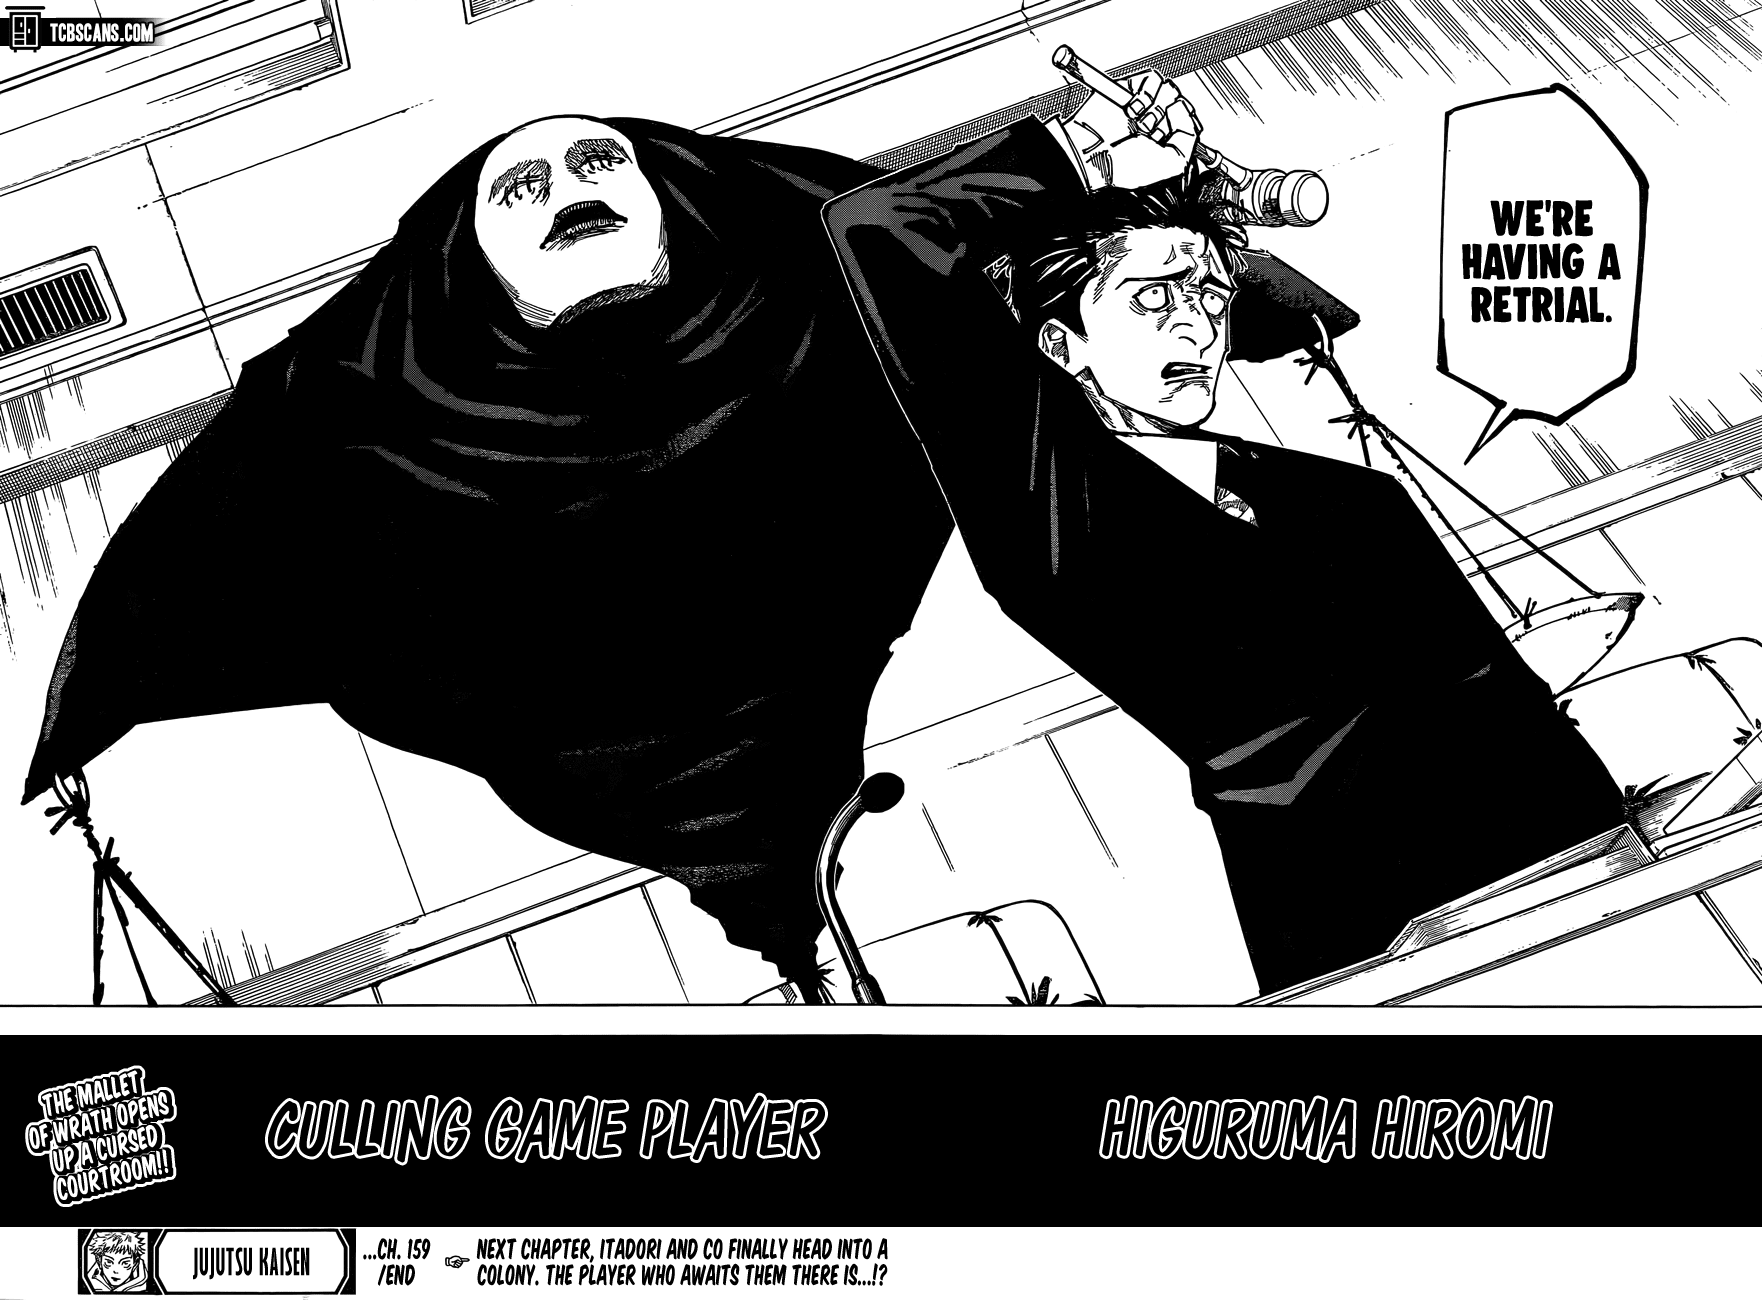 TCBSCANS.COM
WE'RE
HAVING A
RETRIAL.
THE MALLET
OF WRATH OPENS
UP A CURSED
COURTROOM!!
CULLING GAME PLAYER
HIGURUMA HIROMI
JUJUTSU KAISEN
...CH. 159
/END
NEXT CHAPTER, ITADORI AND CO FINALLY HEAD INTO A
COLONY. THE PLAYER WHO AWAITS THEM THERE IS...!?